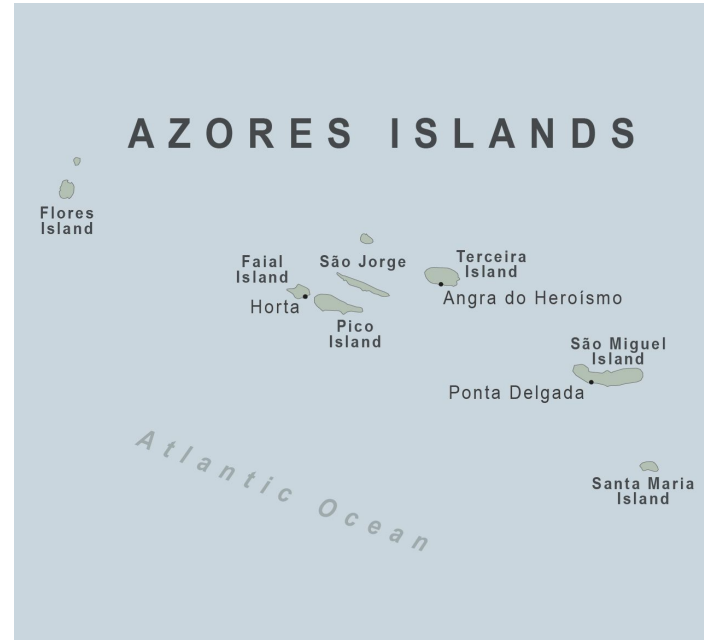 AZORES ISLANDS
Flores
Island
Faial
Island
São Jorge
Terceira
Island
Horta
Angra do Heroísmo
Pico
Island
São Miguel
Island
Ponta Delgada
Atlantic Ocean
Santa Maria
Island